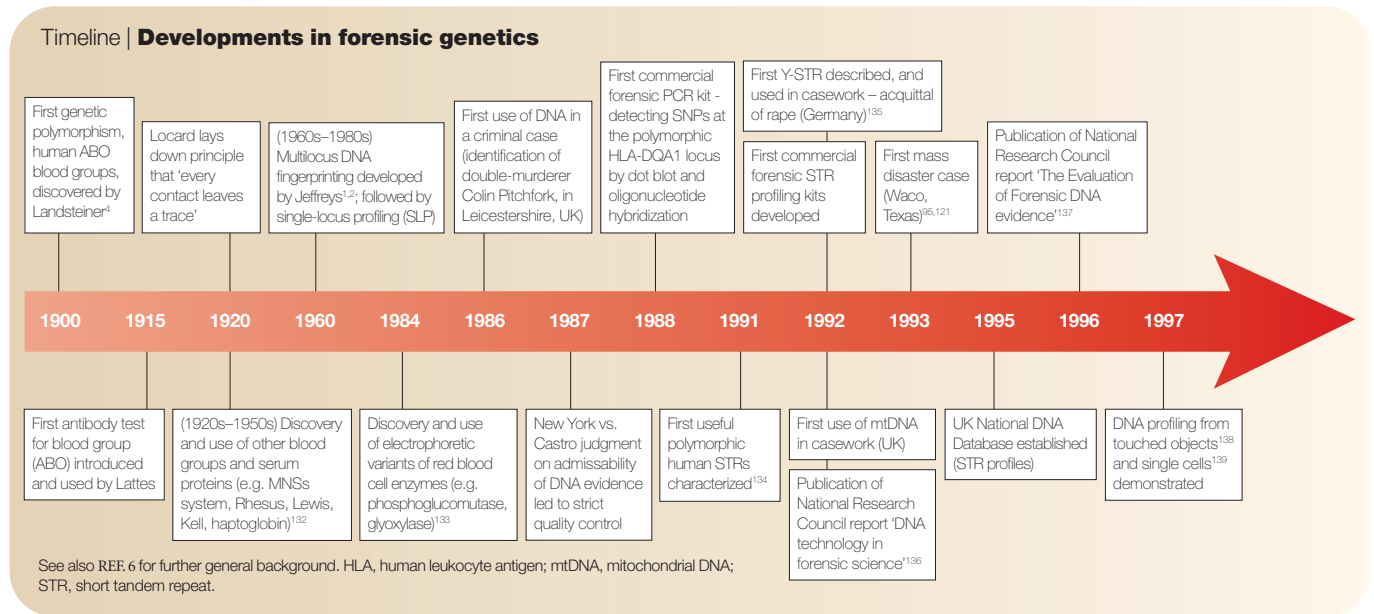 Timeline | Developments in forensic genetics
First genetic
polymorphism,
human ABO
blood groups,
discovered by
Landsteiner4
Locard lays
down principle
that ‘every
contact leaves
a trace’
(1960s–1980s)
Multilocus DNA
fingerprinting developed
by Jeffreys1,2; followed by
single-locus profiling (SLP)
First use of DNA in
a criminal case
(identification of
double-murderer
Colin Pitchfork, in
Leicestershire, UK)
First commercial
forensic PCR kit -
detecting SNPs at
the polymorphic
HLA-DQA1 locus
by dot blot and
oligonucleotide
hybridization
First Y-STR described, and
used in casework – acquittal
of rape (Germany)135
First commercial
forensic STR
profiling kits
developed
First mass
disaster case
(Waco,
Texas)95,121
Publication of National
Research Council
report ‘The Evaluation
of Forensic DNA
evidence’137
1900 1915 1920 1960 1984 1986 1987 1988 1991 1992 1993 1995 1996 1997
First antibody test
for blood group
(ABO) introduced
and used by Lattes
(1920s–1950s) Discovery
and use of other blood
groups and serum
proteins (e.g. MNSs
system, Rhesus, Lewis,
Kell, haptoglobin)132
Discovery and use
of electrophoretic
variants of red blood
cell enzymes (e.g.
phosphoglucomutase,
glyoxylase)133
New York vs.
Castro judgment
on admissability
of DNA evidence
led to strict
quality control
First useful
polymorphic
human STRs
characterized134
First use of mtDNA
in casework (UK)
Publication of
National Research
Council report ‘DNA
technology in
forensic science’136
UK National DNA
Database established
(STR profiles)
DNA profiling from
touched objects138
and single cells139
demonstrated
See also REF. 6 for further general background. HLA, human leukocyte antigen; mtDNA, mitochondrial DNA;
STR, short tandem repeat.